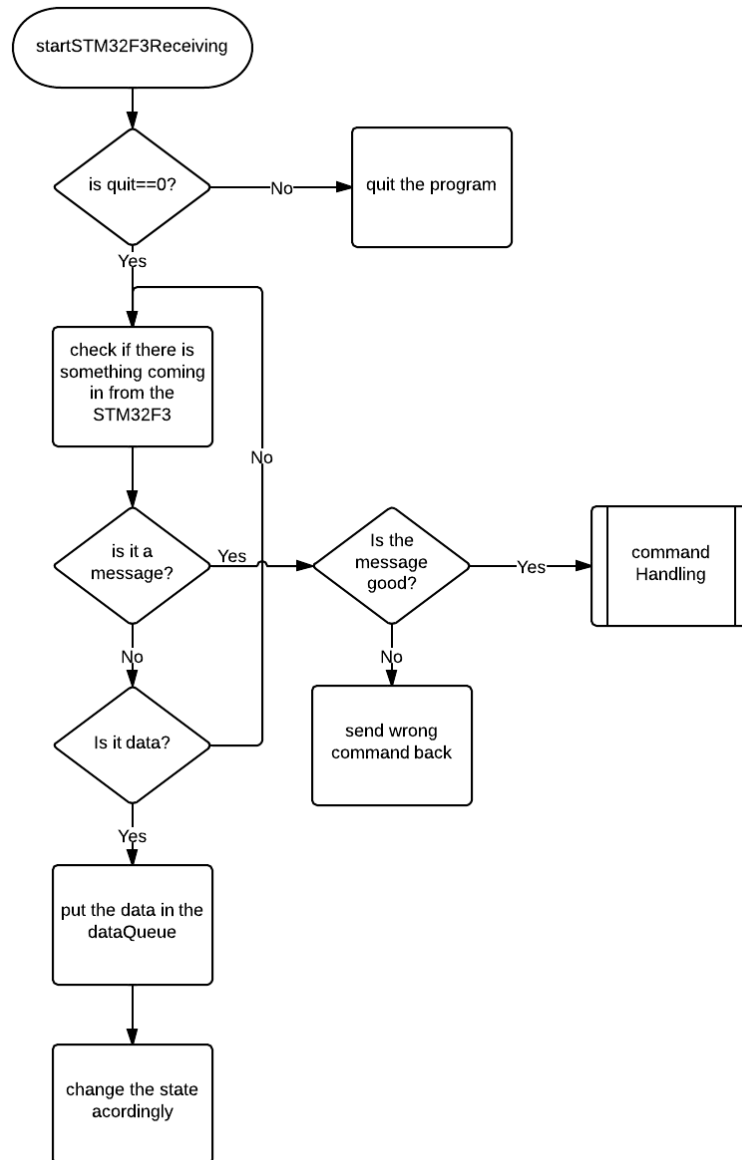 startSTM32F3Receiving
is quit==0?
No
quit the program
Yes
check if there is
something coming
in from the
STM32F3
No
is it a
message?
Yes
Is the
message
good?
Yes
command
Handling
No
No
Is it data?
send wrong
command back
Yes
put the data in the
dataQueue
change the state
acordingly